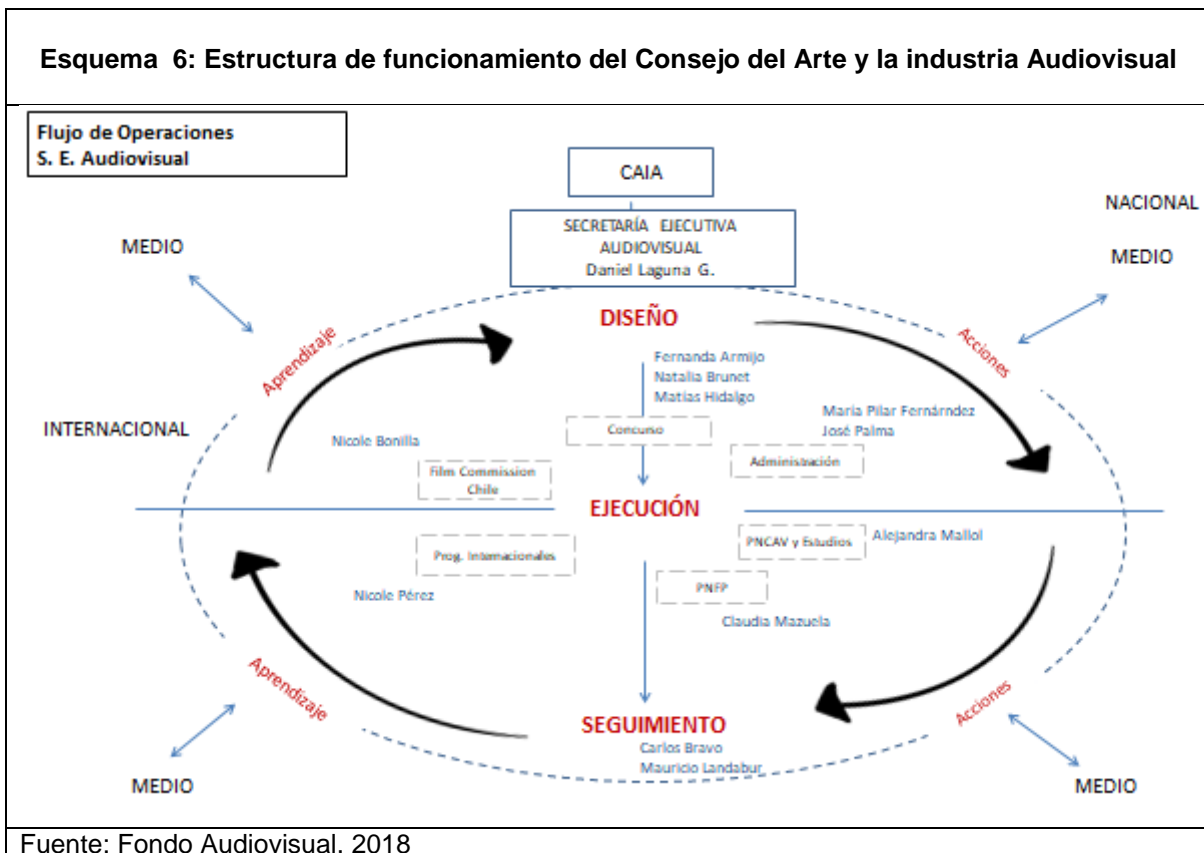 Esquema 6: Estructura de funcionamiento del Consejo del Arte y la industria Audiovisual
Flujo de Operaciones
S. E. Audiovisual
CAIA
SECRETARÍA EJECUTIVA
AUDIOVISUAL
Daniel Laguna G.
NACIONAL
MEDIO
MEDIO
DISEÑO
Aprendizaje
Acciones
Fernanda Armijo
Natalia Brunet
Matías Hidalgo
María Pilar Fernárndez
José Palma
INTERNACIONAL
Nicole Bonilla
Concurso
Film Commission
Chile
Administración
EJECUCIÓN
Prog. Internacionales
PNCAV y Estudios
Alejandra Mallol
Nicole Pérez
PNFP
Claudia Mazuela
Aprendizaje
Acciones
SEGUIMIENTO
Carlos Bravo
Mauricio Landabur
MEDIO
MEDIO
Fuente: Fondo Audiovisual, 2018